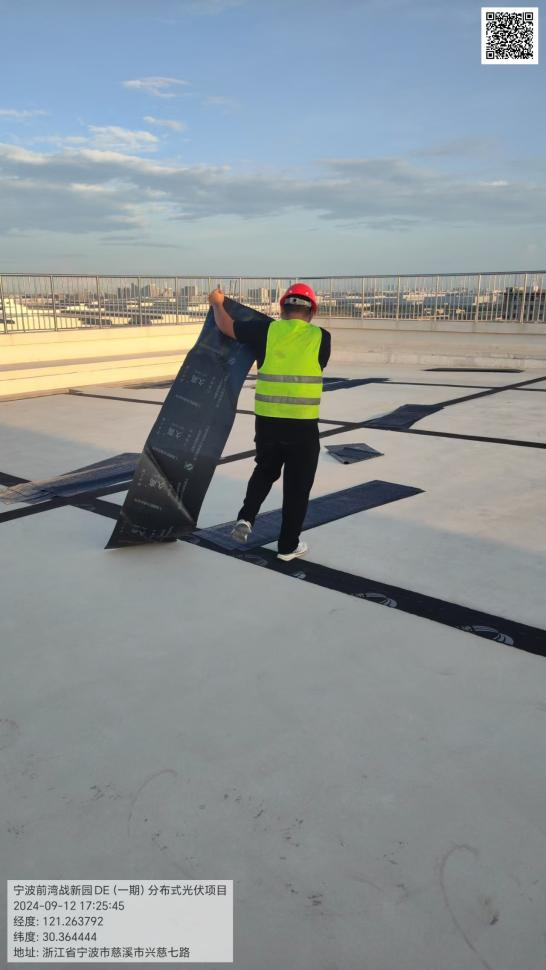 宁波前湾战新园DE（一期）分布式光伏项目
2024-09-12 17:25:45
经度: 121.263792
纬度: 30.364444
地址: 浙江省宁波市慈溪市兴慈七路